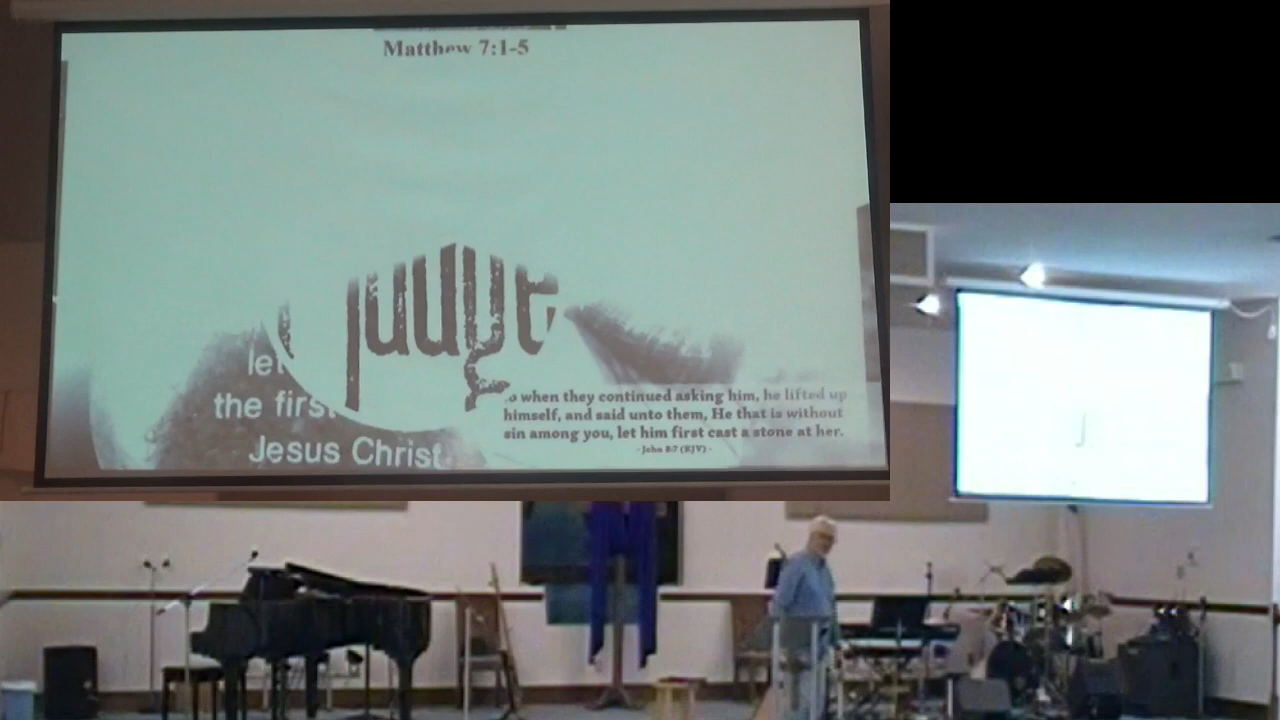 Matthew 7:1-5
judge
let
the first
Jesus Christ
so when they continued asking him, he lifted up
himself, and said unto them, He that is without
sin among you, let him first cast a stone at her.
- John 8:7 (KJV) -